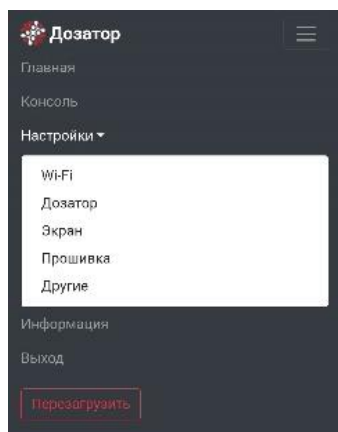 Дозатор
Главная
Консоль
Настройки
Wi-Fi
Дозатор
Экран
Прошивка
Другие
Информация
Выход
Перезагрузить